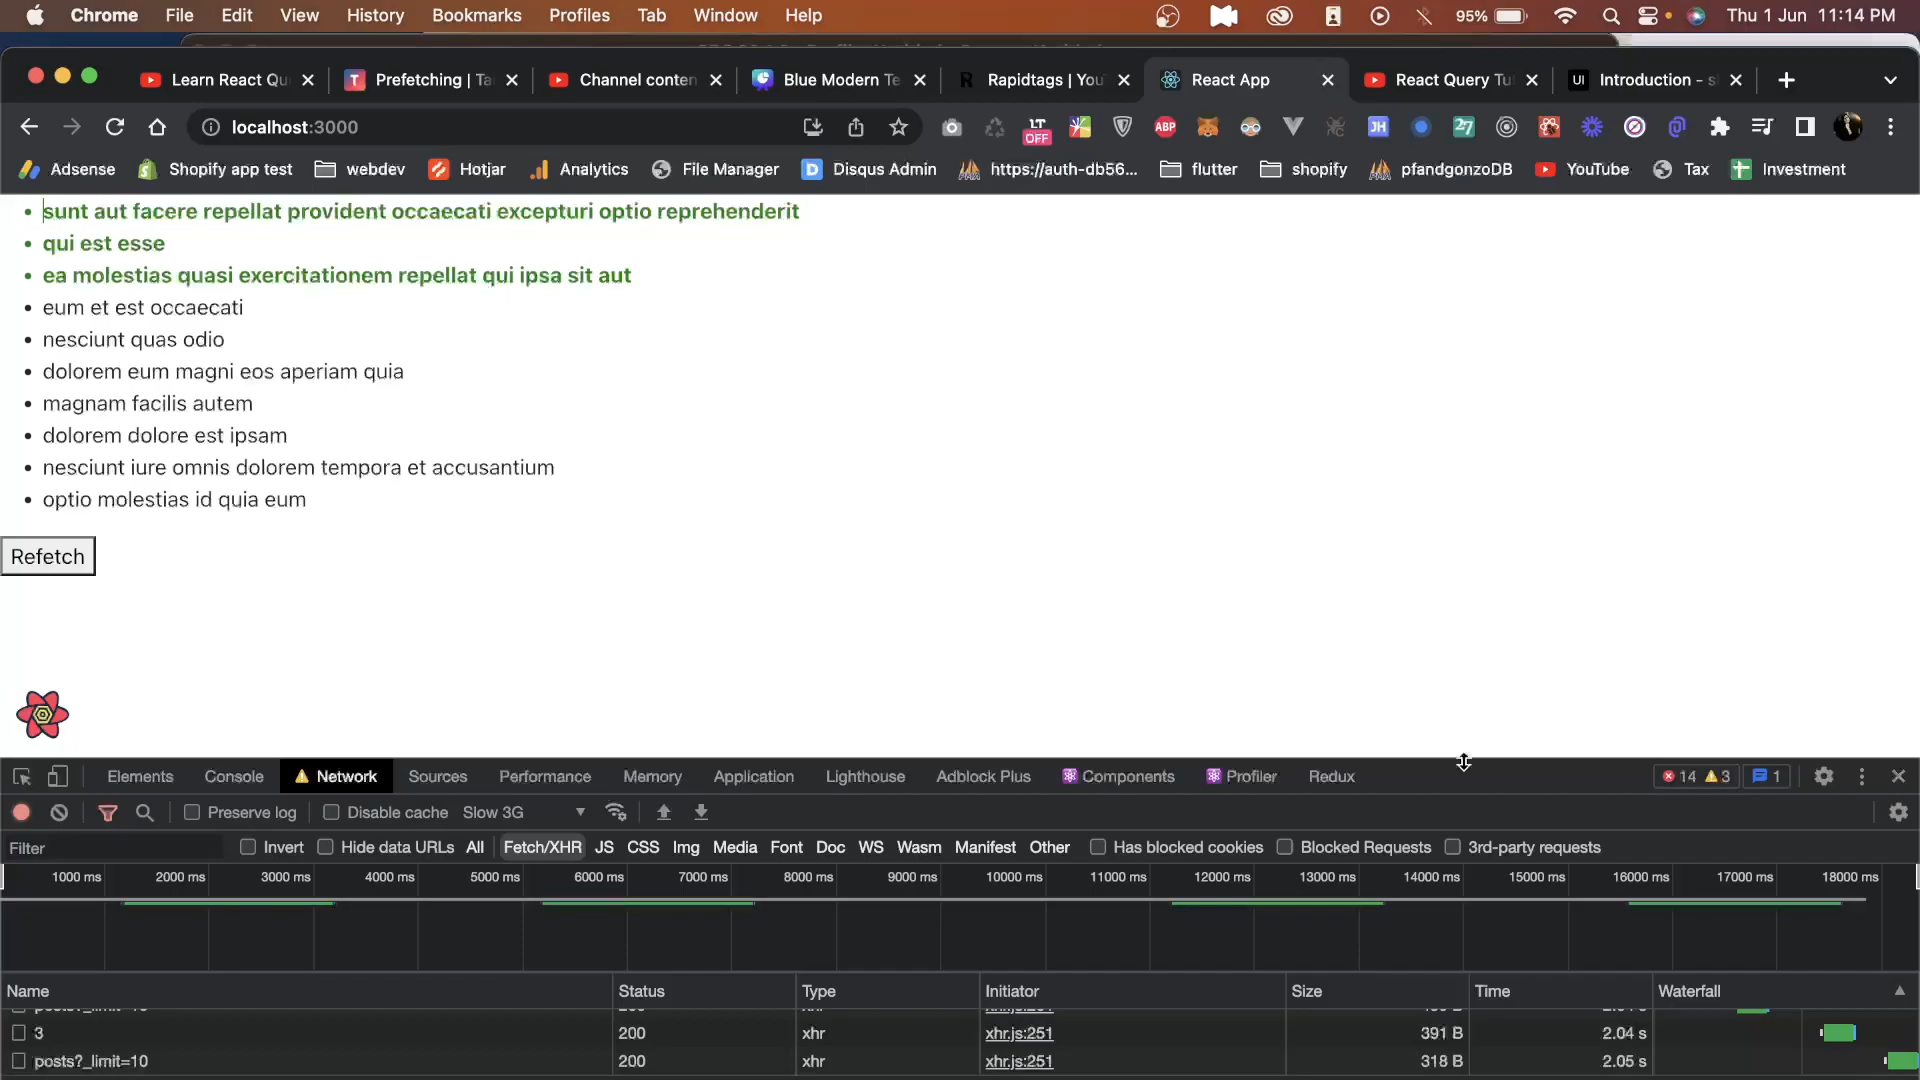 Chrome File Edit View History Bookmarks Profiles Tab Window Help 95% Thu 1 Jun 11:14 PM
Learn React Qu Prefetching | Ta Channel conten Blue Modern Te Rapidtags | You React App React Query Tu UI Introduction - s
localhost:3000 LT OFF ABP JH 27
Adsense Shopify app test webdev Hotjar Analytics File Manager D Disqus Admin https://auth-db56... flutter shopify pfandgonzoDB YouTube Tax Investment
sunt aut facere repellat provident occaecati excepturi optio reprehenderit
qui est esse
ea molestias quasi exercitationem repellat qui ipsa sit aut
eum et est occaecati
nesciunt quas odio
dolorem eum magni eos aperiam quia
magnam facilis autem
dolorem dolore est ipsam
nesciunt iure omnis dolorem tempora et accusantium
optio molestias id quia eum
Refetch
Elements Console Network Sources Performance Memory Application Lighthouse Adblock Plus Components Profiler Redux 14 3 1
Preserve log Disable cache Slow 3G
Filter Invert Hide data URLs All Fetch/XHR JS CSS Img Media Font Doc WS Wasm Manifest Other Has blocked cookies Blocked Requests 3rd-party requests
1000 ms 2000 ms 3000 ms 4000 ms 5000 ms 6000 ms 7000 ms 8000 ms 9000 ms 10000 ms 11000 ms 12000 ms 13000 ms 14000 ms 15000 ms 16000 ms 17000 ms 18000 ms
Name Status Type Initiator Size Time Waterfall
3 200 xhr xhr.js:251 391 B 2.04 s
posts?_limit=10 200 xhr xhr.js:251 318 B 2.05 s